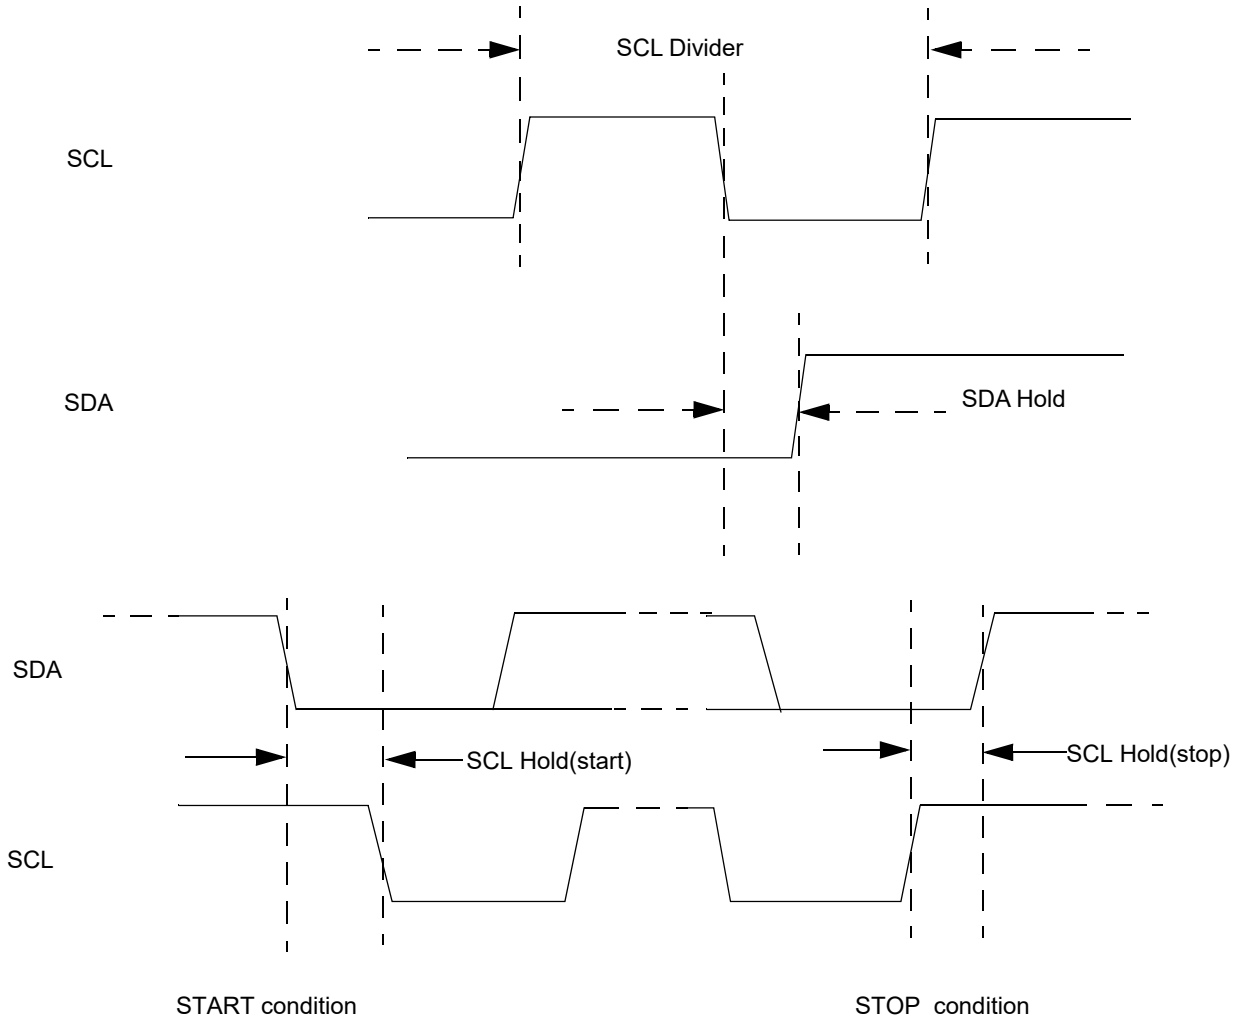 SCL Divider
SCL
SDA
SDA Hold
SDA
SCL Hold(start)
SCL Hold(stop)
SCL
START condition
STOP condition